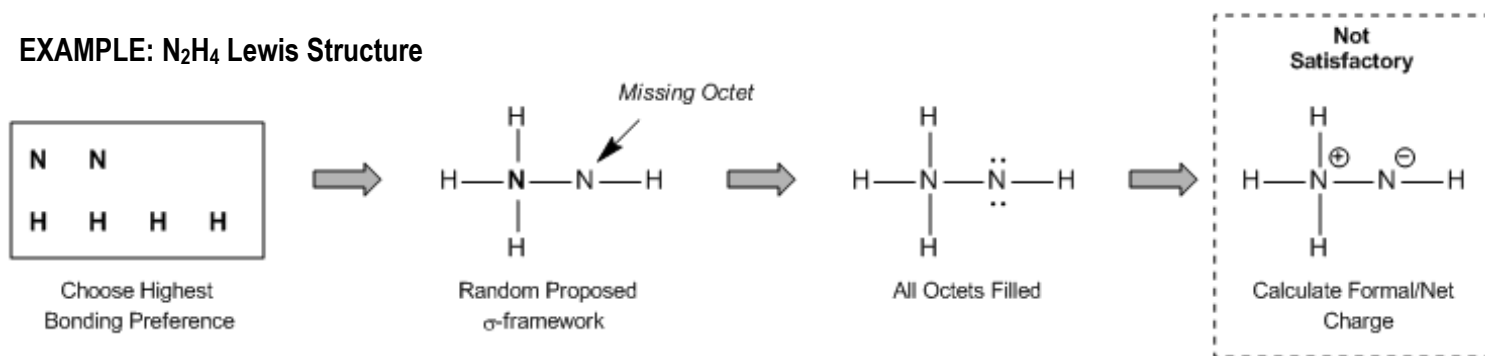 EXAMPLE: N₂H₄ Lewis Structure
Not
Satisfactory
Missing Octet
N N
H H H H
H
H—N—N—H
H
H
H—N̈—N̤—H
H
H
⊕ ⊖
H—N—N—H
H
Choose Highest
Bonding Preference
Random Proposed
σ-framework
All Octets Filled
Calculate Formal/Net
Charge